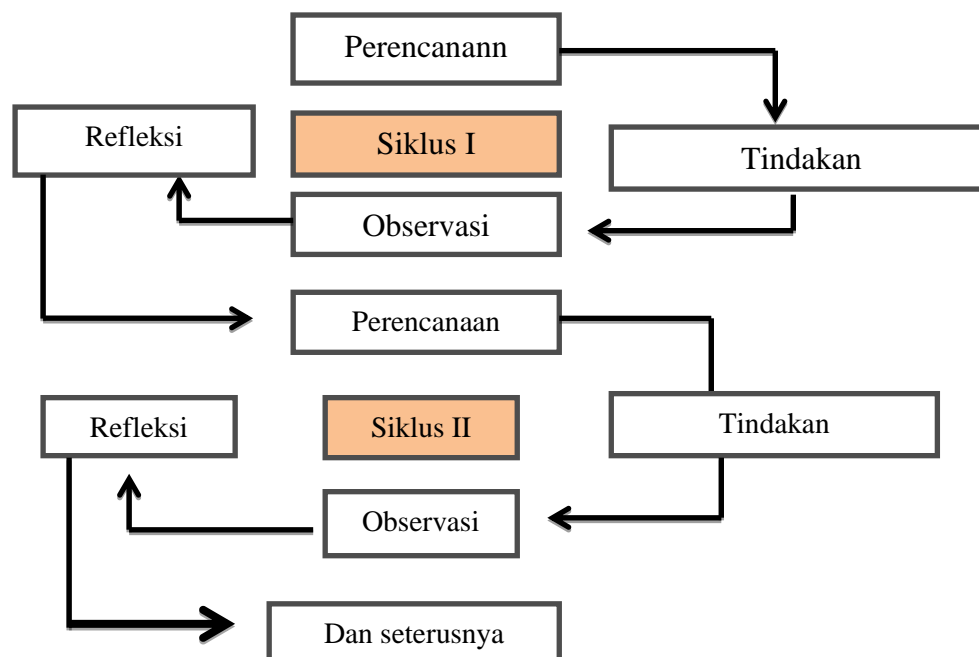 Perencanann
Refleksi
Siklus I
Tindakan
Observasi
Perencanaan
Refleksi
Siklus II
Tindakan
Observasi
Dan seterusnya